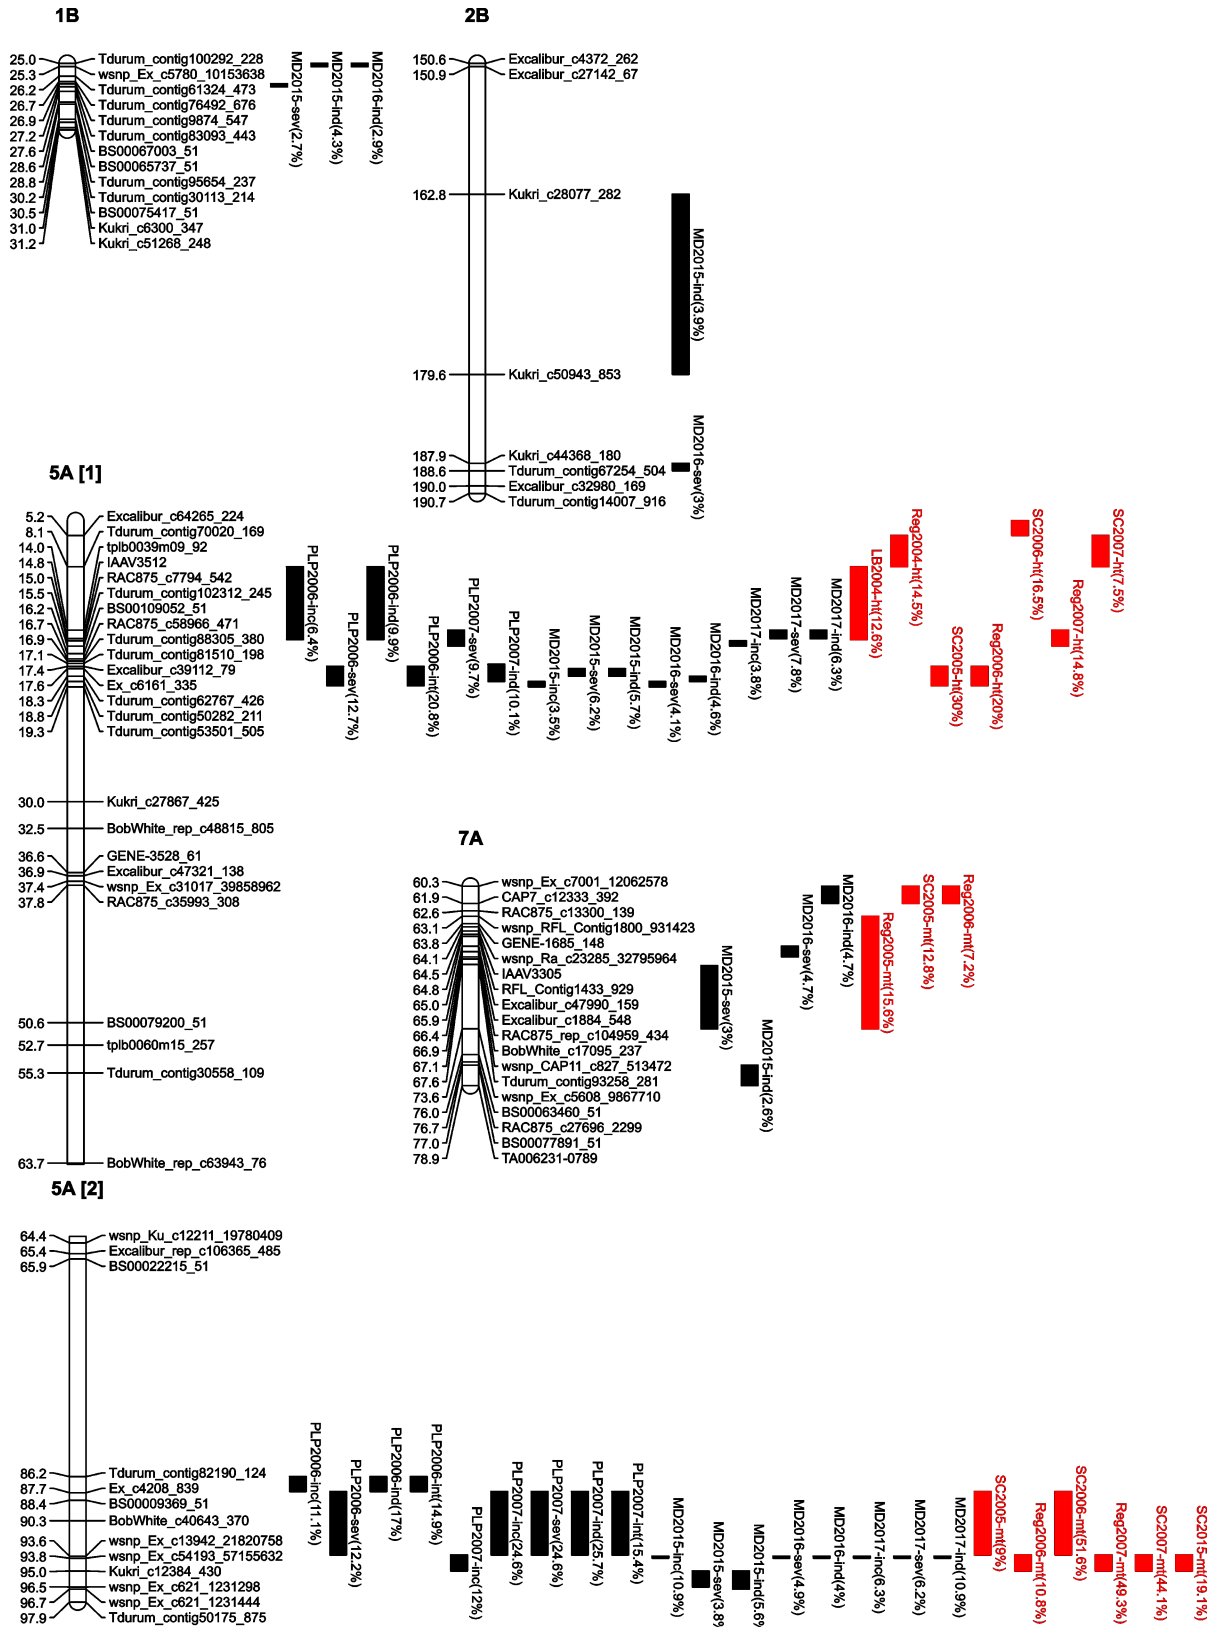 1B
25.0 Tdurum_contig100292_228
25.3 wsnp_Ex_c5780_10153638
26.2 Tdurum_contig61324_473
26.7 Tdurum_contig76492_676
26.9 Tdurum_contig9874_547
27.2 Tdurum_contig83093_443
27.6 BS00067003_51
28.6 BS00065737_51
28.8 Tdurum_contig95654_237
30.2 Tdurum_contig30113_214
30.5 BS00075417_51
31.0 Kukri_c6300_347
31.2 Kukri_c51268_248
MD2015-sev(2.7%)
MD2015-ind(4.3%)
MD2016-ind(2.9%)
2B
150.6 Excalibur_c4372_262
150.9 Excalibur_c27142_67
162.8 Kukri_c28077_282
179.6 Kukri_c50943_853
187.9 Kukri_c44368_180
188.6 Tdurum_contig67254_504
190.0 Excalibur_c32980_169
190.7 Tdurum_contig14007_916
MD2015-ind(3.9%)
MD2016-sev(3%)
5A [1]
5.2 Excalibur_c64265_224
8.1 Tdurum_contig70020_169
14.0 tplb0039m09_92
14.8 IAAV3512
15.0 RAC875_c7794_542
15.5 Tdurum_contig102312_245
16.2 BS00109052_51
16.7 RAC875_c58966_471
16.9 Tdurum_contig88305_380
17.1 Tdurum_contig81510_198
17.4 Excalibur_c39112_79
17.6 Ex_c6161_335
18.3 Tdurum_contig62767_426
18.8 Tdurum_contig50282_211
19.3 Tdurum_contig53501_505
30.0 Kukri_c27867_425
32.5 BobWhite_rep_c48815_805
36.6 GENE-3528_61
36.9 Excalibur_c47321_138
37.4 wsnp_Ex_c31017_39858962
37.8 RAC875_c35993_308
50.6 BS00079200_51
52.7 tplb0060m15_257
55.3 Tdurum_contig30558_109
63.7 BobWhite_rep_c63943_76
PLP2006-inc(6.4%)
PLP2006-sev(12.7%)
PLP2006-ind(9.9%)
PLP2006-int(20.8%)
PLP2007-sev(9.7%)
PLP2007-ind(10.1%)
MD2015-inc(3.5%)
MD2015-sev(6.2%)
MD2015-ind(5.7%)
MD2016-sev(4.1%)
MD2016-ind(4.6%)
MD2017-inc(3.8%)
MD2017-sev(7.8%)
MD2017-ind(6.3%)
LB2004-ht(12.6%)
Reg2004-ht(14.5%)
SC2005-ht(30%)
Reg2006-ht(20%)
SC2006-ht(16.5%)
Reg2007-ht(14.8%)
SC2007-ht(7.5%)
7A
60.3 wsnp_Ex_c7001_12062578
61.9 CAP7_c12333_392
62.6 RAC875_c13300_139
63.1 wsnp_RFL_Contig1800_931423
63.8 GENE-1685_148
64.1 wsnp_Ra_c23285_32795964
64.5 IAAV3305
64.8 RFL_Contig1433_929
65.0 Excalibur_c47990_159
65.9 Excalibur_c1884_548
66.4 RAC875_rep_c104959_434
66.9 BobWhite_c17095_237
67.1 wsnp_CAP11_c827_513472
67.6 Tdurum_contig93258_281
73.6 wsnp_Ex_c5608_9867710
76.0 BS00063460_51
76.7 RAC875_c27696_2299
77.0 BS00077891_51
78.9 TA006231-0789
MD2015-sev(3%)
MD2015-ind(2.6%)
MD2016-sev(4.7%)
MD2016-ind(4.7%)
Reg2005-mt(15.6%)
SC2005-mt(12.8%)
Reg2006-mt(7.2%)
5A [2]
64.4 wsnp_Ku_c12211_19780409
65.4 Excalibur_rep_c106365_485
65.9 BS00022215_51
86.2 Tdurum_contig82190_124
87.7 Ex_c4208_839
88.4 BS00009369_51
90.3 BobWhite_c40643_370
93.6 wsnp_Ex_c13942_21820758
93.8 wsnp_Ex_c54193_57155632
95.0 Kukri_c12384_430
96.5 wsnp_Ex_c621_1231298
96.7 wsnp_Ex_c621_1231444
97.9 Tdurum_contig50175_875
PLP2006-inc(11.1%)
PLP2006-sev(12.2%)
PLP2006-ind(17%)
PLP2006-int(14.9%)
PLP2007-inc(12%)
PLP2007-inc(24.6%)
PLP2007-sev(24.6%)
PLP2007-ind(25.7%)
PLP2007-int(15.4%)
MD2015-inc(10.9%)
MD2015-sev(3.8%
MD2015-ind(5.6%
MD2016-sev(4.9%)
MD2016-ind(4%)
MD2017-inc(6.3%)
MD2017-sev(6.2%)
MD2017-ind(10.9%)
SC2005-mt(9%)
Reg2006-mt(10.8%)
SC2006-mt(51.6%)
Reg2007-mt(49.3%)
SC2007-mt(44.1%)
SC2015-mt(19.1%)